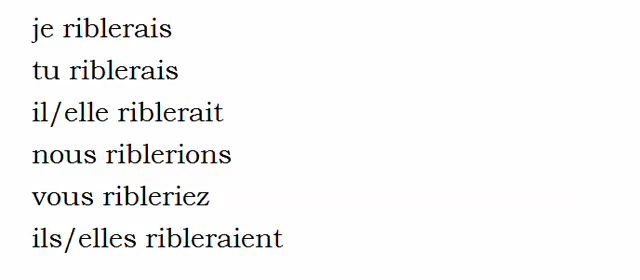 je riblerais
tu riblerais
il/elle riblerait
nous riblerions
vous ribleriez
ils/elles ribleraient